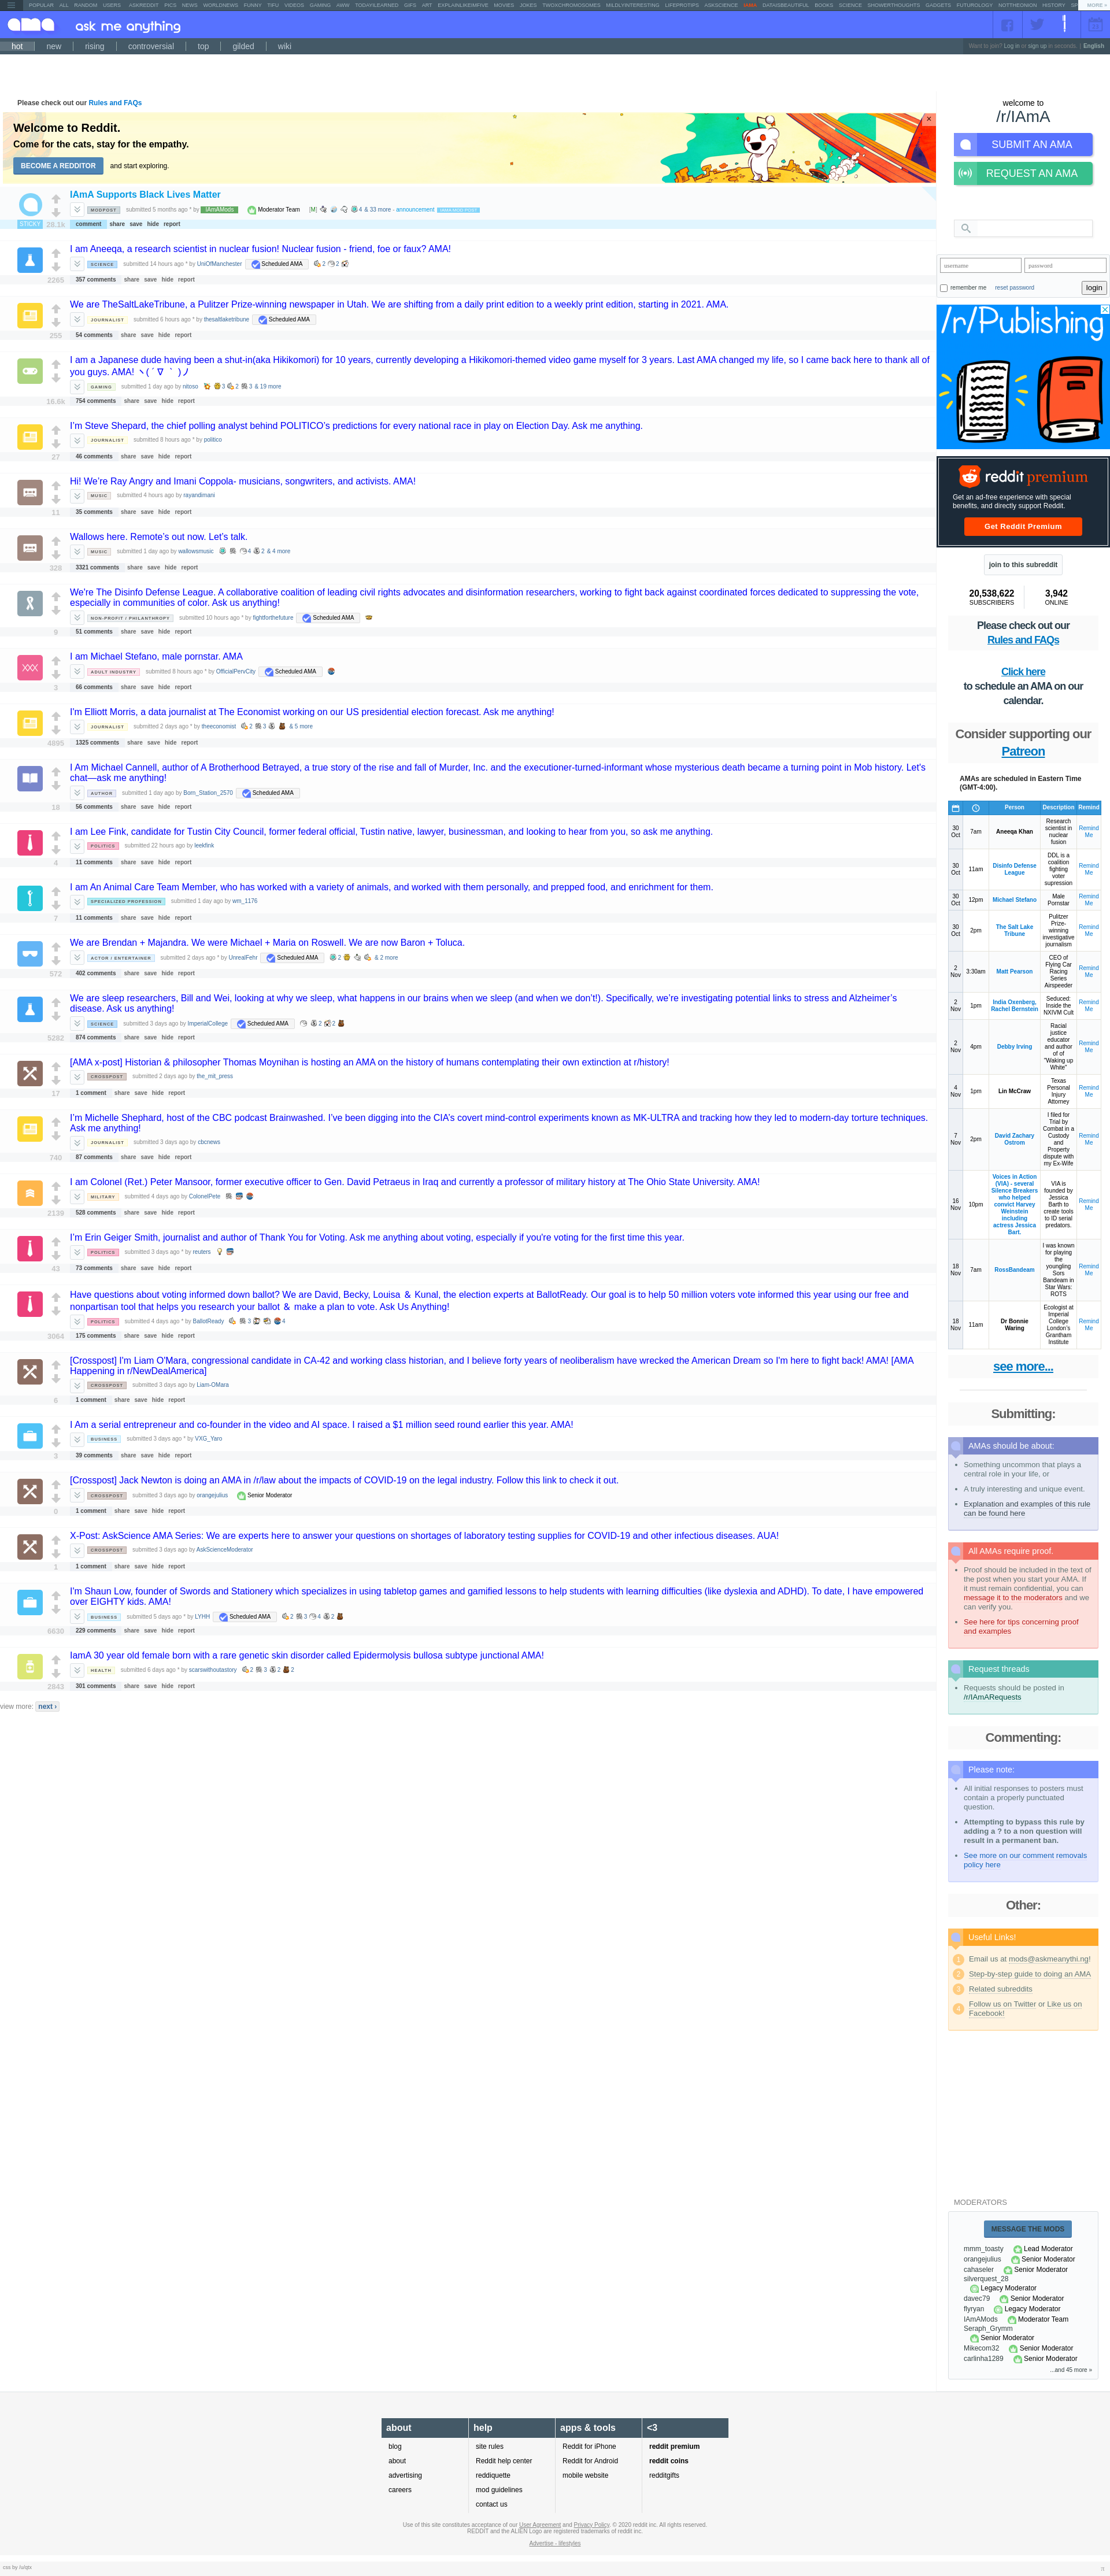 POPULAR ALL RANDOM USERS ASKREDDIT PICS NEWS WORLDNEWS FUNNY TIFU VIDEOS GAMING AWW TODAYILEARNED GIFS ART EXPLAINLIKEIMFIVE MOVIES JOKES TWOXCHROMOSOMES MILDLYINTERESTING LIFEPROTIPS ASKSCIENCE IAMA DATAISBEAUTIFUL BOOKS SCIENCE SHOWERTHOUGHTS GADGETS FUTUROLOGY NOTTHEONION HISTORY SP MORE »
ama ask me anything
hot new rising controversial top gilded wiki
Want to join? Log in or sign up in seconds. | English
Please check out our Rules and FAQs
Welcome to Reddit.
Come for the cats, stay for the empathy.
BECOME A REDDITOR and start exploring.
IAmA Supports Black Lives Matter
MODPOST submitted 5 months ago * by IAmAMods Moderator Team [M] 4 & 33 more - announcement
STICKY 28.1k comment share save hide report
I am Aneeqa, a research scientist in nuclear fusion! Nuclear fusion - friend, foe or faux? AMA!
SCIENCE submitted 14 hours ago * by UniOfManchester Scheduled AMA 2 2
2265 357 comments share save hide report
We are TheSaltLakeTribune, a Pulitzer Prize-winning newspaper in Utah. We are shifting from a daily print edition to a weekly print edition, starting in 2021. AMA.
JOURNALIST submitted 6 hours ago * by thesaltlaketribune Scheduled AMA
255 54 comments share save hide report
I am a Japanese dude having been a shut-in(aka Hikikomori) for 10 years, currently developing a Hikikomori-themed video game myself for 3 years. Last AMA changed my life, so I came back here to thank all of
you guys. AMA! ヽ( ´ ∇ ｀ )ノ
GAMING submitted 1 day ago by nitoso 3 2 3 & 19 more
16.6k 754 comments share save hide report
I’m Steve Shepard, the chief polling analyst behind POLITICO’s predictions for every national race in play on Election Day. Ask me anything.
JOURNALIST submitted 8 hours ago * by politico
27 46 comments share save hide report
Hi! We’re Ray Angry and Imani Coppola- musicians, songwriters, and activists. AMA!
MUSIC submitted 4 hours ago by rayandimani
11 35 comments share save hide report
Wallows here. Remote’s out now. Let’s talk.
MUSIC submitted 1 day ago by wallowsmusic 4 2 & 4 more
328 3321 comments share save hide report
We're The Disinfo Defense League. A collaborative coalition of leading civil rights advocates and disinformation researchers, working to fight back against coordinated forces dedicated to suppressing the vote,
especially in communities of color. Ask us anything!
NON-PROFIT / PHILANTHROPY submitted 10 hours ago * by fightforthefuture Scheduled AMA
9 51 comments share save hide report
I am Michael Stefano, male pornstar. AMA
ADULT INDUSTRY submitted 8 hours ago * by OfficialPervCity Scheduled AMA
3 66 comments share save hide report
I'm Elliott Morris, a data journalist at The Economist working on our US presidential election forecast. Ask me anything!
JOURNALIST submitted 2 days ago * by theeconomist 2 3 & 5 more
4895 1325 comments share save hide report
I Am Michael Cannell, author of A Brotherhood Betrayed, a true story of the rise and fall of Murder, Inc. and the executioner-turned-informant whose mysterious death became a turning point in Mob history. Let's
chat—ask me anything!
AUTHOR submitted 1 day ago by Born_Station_2570 Scheduled AMA
18 56 comments share save hide report
I am Lee Fink, candidate for Tustin City Council, former federal official, Tustin native, lawyer, businessman, and looking to hear from you, so ask me anything.
POLITICS submitted 22 hours ago by leekfink
4 11 comments share save hide report
I am An Animal Care Team Member, who has worked with a variety of animals, and worked with them personally, and prepped food, and enrichment for them.
SPECIALIZED PROFESSION submitted 1 day ago by wm_1176
7 11 comments share save hide report
We are Brendan + Majandra. We were Michael + Maria on Roswell. We are now Baron + Toluca.
ACTOR / ENTERTAINER submitted 2 days ago * by UnrealFehr Scheduled AMA 2 & 2 more
572 402 comments share save hide report
We are sleep researchers, Bill and Wei, looking at why we sleep, what happens in our brains when we sleep (and when we don’t!). Specifically, we’re investigating potential links to stress and Alzheimer’s
disease. Ask us anything!
SCIENCE submitted 3 days ago by ImperialCollege Scheduled AMA 2 2
5282 874 comments share save hide report
[AMA x-post] Historian & philosopher Thomas Moynihan is hosting an AMA on the history of humans contemplating their own extinction at r/history!
CROSSPOST submitted 2 days ago by the_mit_press
17 1 comment share save hide report
I’m Michelle Shephard, host of the CBC podcast Brainwashed. I’ve been digging into the CIA’s covert mind-control experiments known as MK-ULTRA and tracking how they led to modern-day torture techniques.
Ask me anything!
JOURNALIST submitted 3 days ago by cbcnews
740 87 comments share save hide report
I am Colonel (Ret.) Peter Mansoor, former executive officer to Gen. David Petraeus in Iraq and currently a professor of military history at The Ohio State University. AMA!
MILITARY submitted 4 days ago by ColonelPete
2139 528 comments share save hide report
I’m Erin Geiger Smith, journalist and author of Thank You for Voting. Ask me anything about voting, especially if you're voting for the first time this year.
POLITICS submitted 3 days ago * by reuters
43 73 comments share save hide report
Have questions about voting informed down ballot? We are David, Becky, Louisa ＆ Kunal, the election experts at BallotReady. Our goal is to help 50 million voters vote informed this year using our free and
nonpartisan tool that helps you research your ballot ＆ make a plan to vote. Ask Us Anything!
POLITICS submitted 4 days ago * by BallotReady 3 4
3064 175 comments share save hide report
[Crosspost] I'm Liam O'Mara, congressional candidate in CA-42 and working class historian, and I believe forty years of neoliberalism have wrecked the American Dream so I'm here to fight back! AMA! [AMA
Happening in r/NewDealAmerica]
CROSSPOST submitted 3 days ago by Liam-OMara
6 1 comment share save hide report
I Am a serial entrepreneur and co-founder in the video and AI space. I raised a $1 million seed round earlier this year. AMA!
BUSINESS submitted 3 days ago * by VXG_Yaro
3 39 comments share save hide report
[Crosspost] Jack Newton is doing an AMA in /r/law about the impacts of COVID-19 on the legal industry. Follow this link to check it out.
CROSSPOST submitted 3 days ago by orangejulius Senior Moderator
0 1 comment share save hide report
X-Post: AskScience AMA Series: We are experts here to answer your questions on shortages of laboratory testing supplies for COVID-19 and other infectious diseases. AUA!
CROSSPOST submitted 3 days ago by AskScienceModerator
1 1 comment share save hide report
I'm Shaun Low, founder of Swords and Stationery which specializes in using tabletop games and gamified lessons to help students with learning difficulties (like dyslexia and ADHD). To date, I have empowered
over EIGHTY kids. AMA!
BUSINESS submitted 5 days ago * by LYHH Scheduled AMA 2 3 4 2
6630 229 comments share save hide report
IamA 30 year old female born with a rare genetic skin disorder called Epidermolysis bullosa subtype junctional AMA!
HEALTH submitted 6 days ago * by scarswithoutastory 2 3 2 2
2843 301 comments share save hide report
view more: next ›
welcome to
/r/IAmA
SUBMIT AN AMA
REQUEST AN AMA
username password
remember me reset password login
/r/Publishing
reddit premium
Get an ad-free experience with special
benefits, and directly support Reddit.
Get Reddit Premium
join to this subreddit
20,538,622 3,942
SUBSCRIBERS ONLINE
Please check out our
Rules and FAQs
Click here
to schedule an AMA on our
calendar.
Consider supporting our
Patreon
AMAs are scheduled in Eastern Time
(GMT-4:00).
Person Description Remind
30 Oct 7am Aneeqa Khan Research scientist in nuclear fusion Remind Me
30 Oct 11am Disinfo Defense League DDL is a coalition fighting voter supression Remind Me
30 Oct 12pm Michael Stefano Male Pornstar Remind Me
30 Oct 2pm The Salt Lake Tribune Pulitzer Prize-winning investigative journalism Remind Me
2 Nov 3:30am Matt Pearson CEO of Flying Car Racing Series Airspeeder Remind Me
2 Nov 1pm India Oxenberg, Rachel Bernstein Seduced: Inside the NXIVM Cult Remind Me
2 Nov 4pm Debby Irving Racial justice educator and author of of "Waking up White" Remind Me
4 Nov 1pm Lin McCraw Texas Personal Injury Attorney Remind Me
7 Nov 2pm David Zachary Ostrom I filed for Trial by Combat in a Custody and Property dispute with my Ex-Wife Remind Me
16 Nov 10pm Voices in Action (VIA) - several Silence Breakers who helped convict Harvey Weinstein including actress Jessica Bart. VIA is founded by Jessica Barth to create tools to ID serial predators. Remind Me
18 Nov 7am RossBandeam I was known for playing the youngling Sors Bandeam in Star Wars: ROTS Remind Me
18 Nov 11am Dr Bonnie Waring Ecologist at Imperial College London's Grantham Institute Remind Me
see more...
Submitting:
AMAs should be about:
Something uncommon that plays a
central role in your life, or
A truly interesting and unique event.
Explanation and examples of this rule
can be found here
All AMAs require proof.
Proof should be included in the text of
the post when you start your AMA. If
it must remain confidential, you can
message it to the moderators and we
can verify you.
See here for tips concerning proof
and examples
Request threads
Requests should be posted in
/r/IAmARequests
Commenting:
Please note:
All initial responses to posters must
contain a properly punctuated
question.
Attempting to bypass this rule by
adding a ? to a non question will
result in a permanent ban.
See more on our comment removals
policy here
Other:
Useful Links!
1 Email us at mods@askmeanythi.ng!
2 Step-by-step guide to doing an AMA
3 Related subreddits
4 Follow us on Twitter or Like us on
Facebook!
MODERATORS
MESSAGE THE MODS
mmm_toasty Lead Moderator
orangejulius Senior Moderator
cahaseler Senior Moderator
silverquest_28
Legacy Moderator
davec79 Senior Moderator
flyryan Legacy Moderator
IAmAMods Moderator Team
Seraph_Grymm
Senior Moderator
Mikecom32 Senior Moderator
carlinha1289 Senior Moderator
...and 45 more »
about help apps & tools <3
blog site rules Reddit for iPhone reddit premium
about Reddit help center Reddit for Android reddit coins
advertising reddiquette mobile website redditgifts
careers mod guidelines
contact us
Use of this site constitutes acceptance of our User Agreement and Privacy Policy. © 2020 reddit inc. All rights reserved.
REDDIT and the ALIEN Logo are registered trademarks of reddit inc.
Advertise - lifestyles
css by /u/qtx π